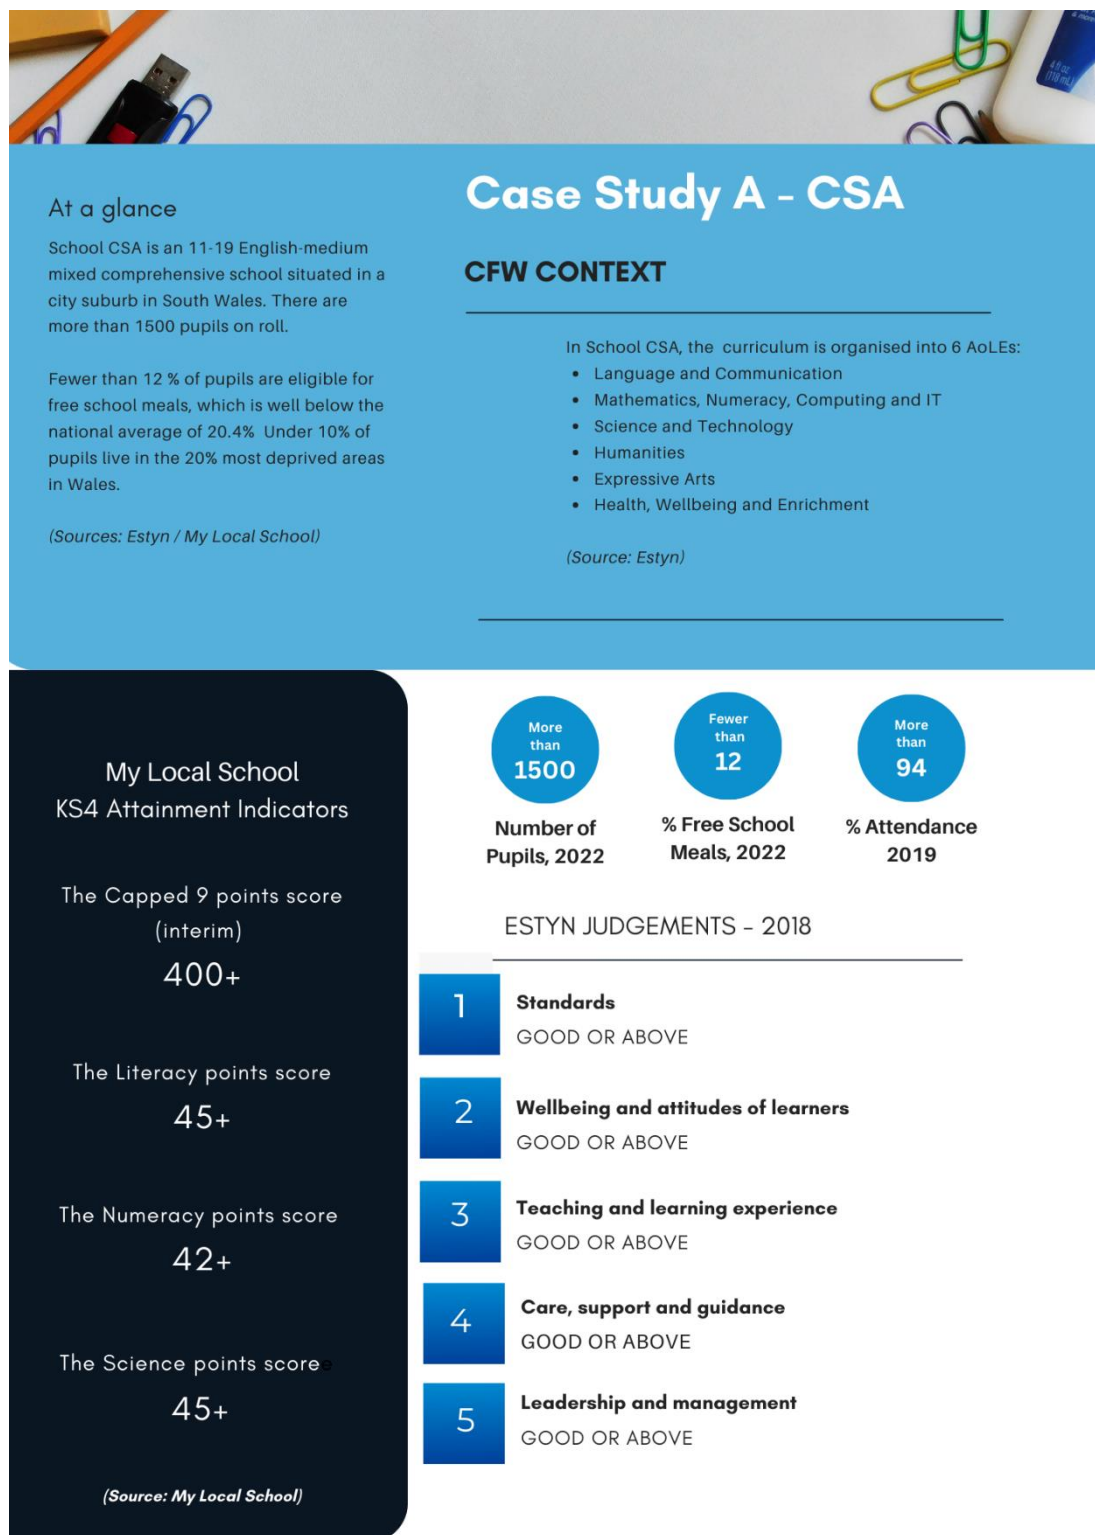 & more
4 fl oz
(118 mL)
At a glance
School CSA is an 11-19 English-medium
mixed comprehensive school situated in a
city suburb in South Wales. There are
more than 1500 pupils on roll.
Fewer than 12 % of pupils are eligible for
free school meals, which is well below the
national average of 20.4% Under 10% of
pupils live in the 20% most deprived areas
in Wales.
(Sources: Estyn / My Local School)
Case Study A - CSA
CFW CONTEXT
In School CSA, the curriculum is organised into 6 AoLEs:
• Language and Communication
• Mathematics, Numeracy, Computing and IT
• Science and Technology
• Humanities
• Expressive Arts
• Health, Wellbeing and Enrichment
(Source: Estyn)
My Local School
KS4 Attainment Indicators
The Capped 9 points score
(interim)
400+
The Literacy points score
45+
The Numeracy points score
42+
The Science points scoree
45+
(Source: My Local School)
More
than
1500
Number of
Pupils, 2022
Fewer
than
12
% Free School
Meals, 2022
More
than
94
% Attendance
2019
ESTYN JUDGEMENTS – 2018
1
Standards
GOOD OR ABOVE
2
Wellbeing and attitudes of learners
GOOD OR ABOVE
3
Teaching and learning experience
GOOD OR ABOVE
4
Care, support and guidance
GOOD OR ABOVE
5
Leadership and management
GOOD OR ABOVE